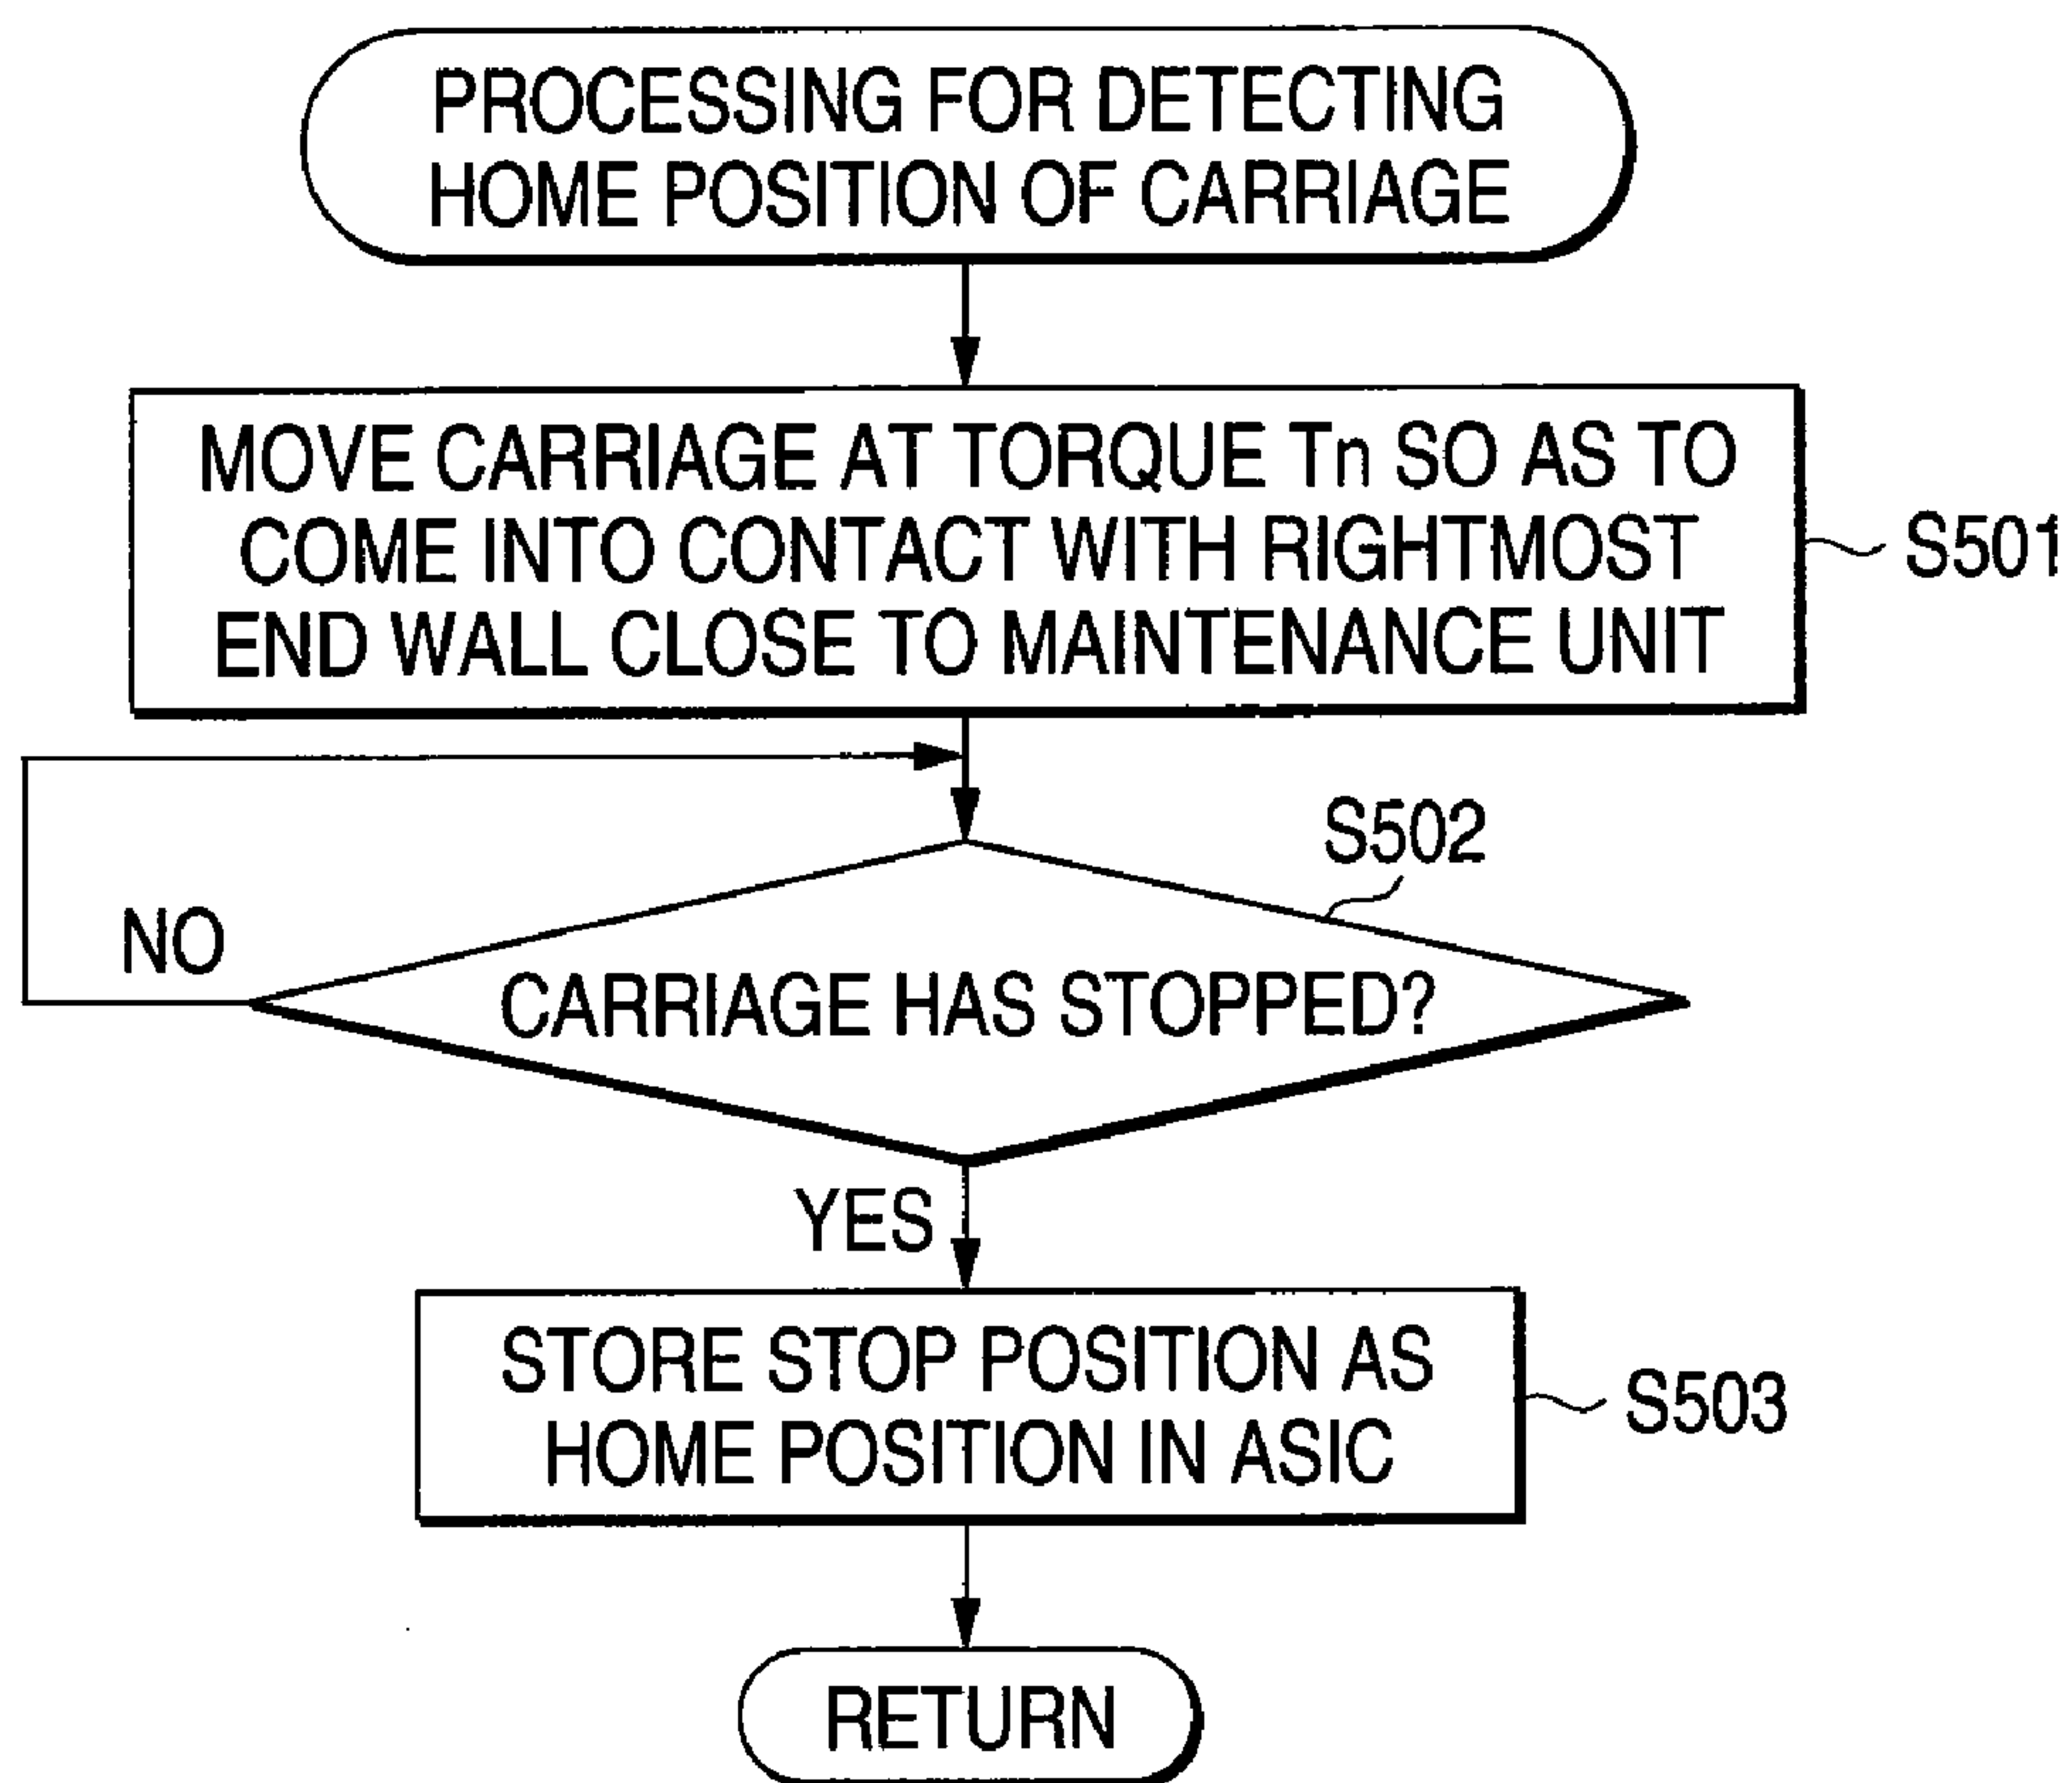 PROCESSING FOR DETECTING
HOME POSITION OF CARRIAGE
MOVE CARRIAGE AT TORQUE Tn SO AS TO
COME INTO CONTACT WITH RIGHTMOST
END WALL CLOSE TO MAINTENANCE UNIT
S501
S502
NO
CARRIAGE HAS STOPPED?
YES
STORE STOP POSITION AS
HOME POSITION IN ASIC
S503
RETURN